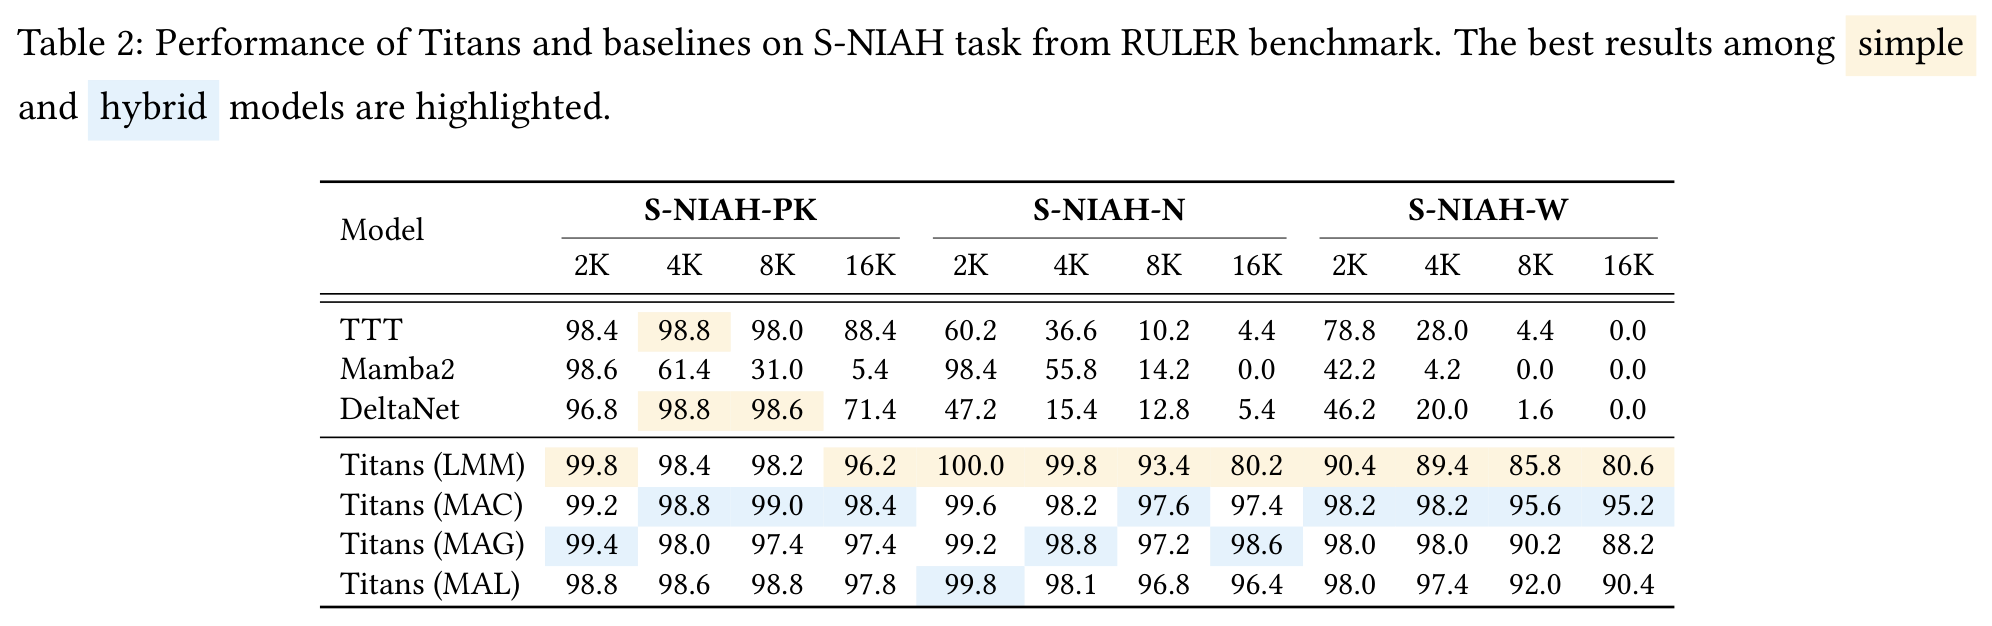 Table 2: Performance of Titans and baselines on S-NIAH task from RULER benchmark. The best results among simple
and hybrid models are highlighted.
Model S-NIAH-PK S-NIAH-N S-NIAH-W
2K 4K 8K 16K 2K 4K 8K 16K 2K 4K 8K 16K
TTT 98.4 98.8 98.0 88.4 60.2 36.6 10.2 4.4 78.8 28.0 4.4 0.0
Mamba2 98.6 61.4 31.0 5.4 98.4 55.8 14.2 0.0 42.2 4.2 0.0 0.0
DeltaNet 96.8 98.8 98.6 71.4 47.2 15.4 12.8 5.4 46.2 20.0 1.6 0.0
Titans (LMM) 99.8 98.4 98.2 96.2 100.0 99.8 93.4 80.2 90.4 89.4 85.8 80.6
Titans (MAC) 99.2 98.8 99.0 98.4 99.6 98.2 97.6 97.4 98.2 98.2 95.6 95.2
Titans (MAG) 99.4 98.0 97.4 97.4 99.2 98.8 97.2 98.6 98.0 98.0 90.2 88.2
Titans (MAL) 98.8 98.6 98.8 97.8 99.8 98.1 96.8 96.4 98.0 97.4 92.0 90.4